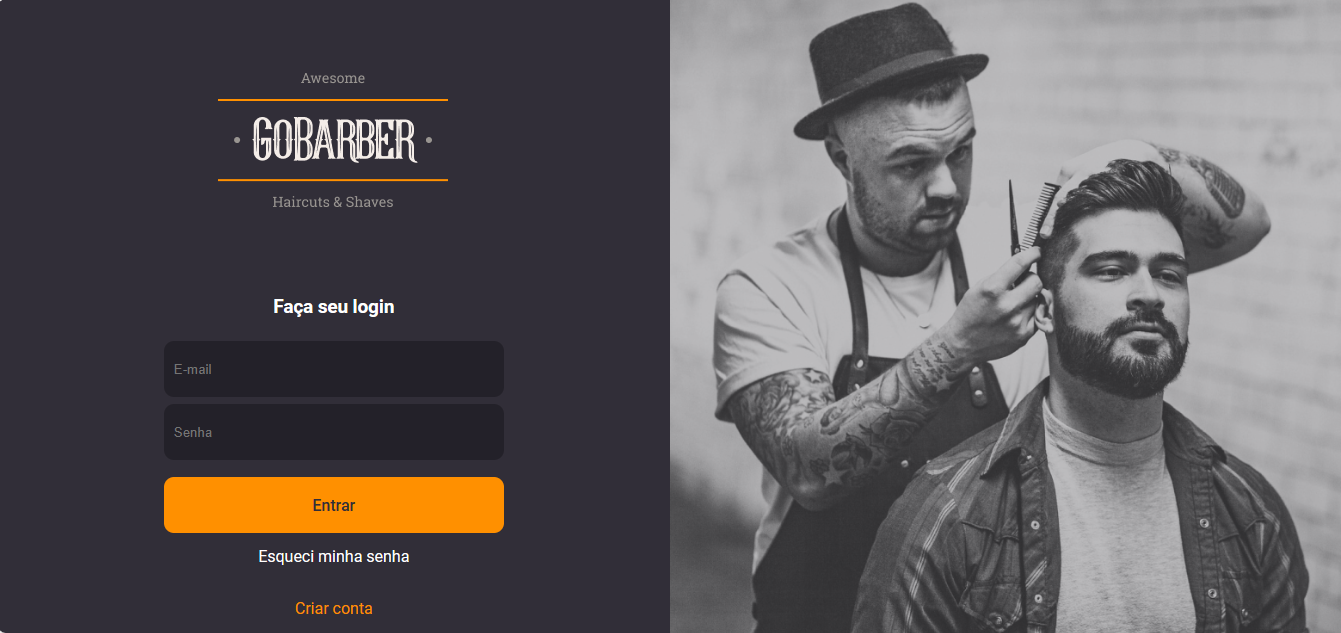 Awesome
GOBARBER
Haircuts & Shaves
Faça seu login
E-mail
Senha
Entrar
Esqueci minha senha
Criar conta